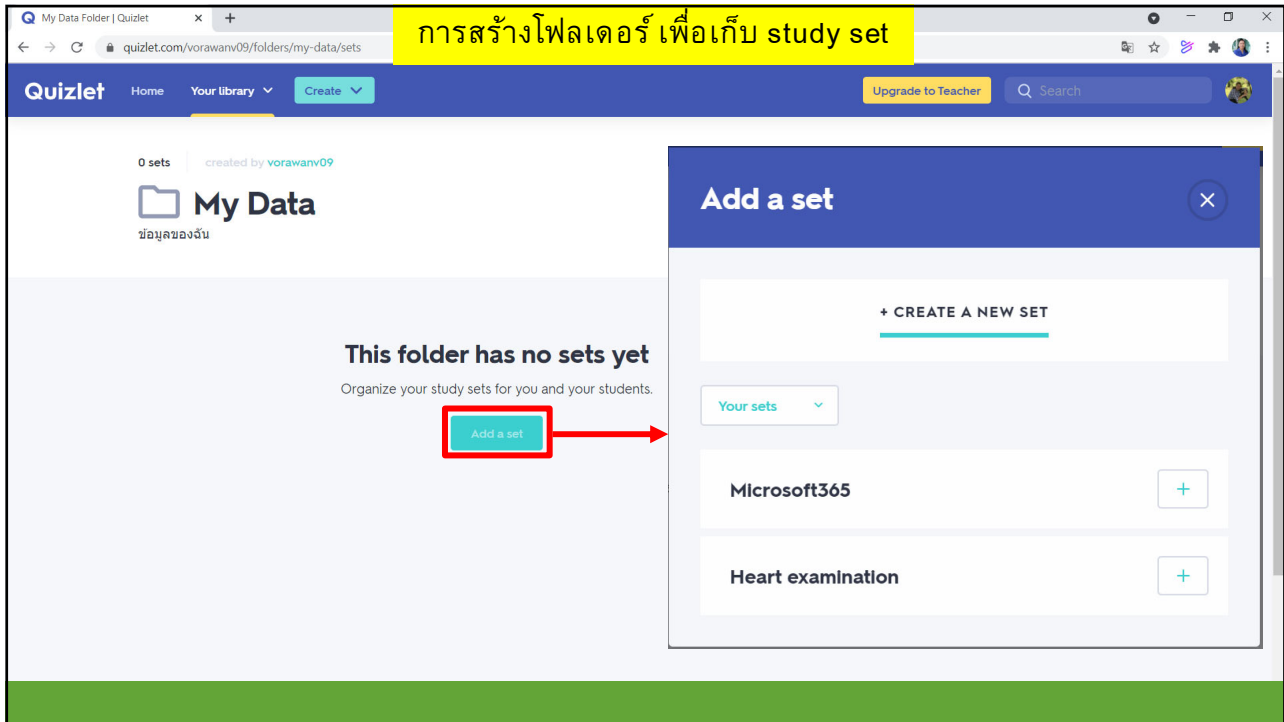 My Data Folder | Quizlet
การสร้างโฟลเดอร์ เพื่อเก็บ study set
quizlet.com/vorawanv09/folders/my-data/sets
Quizlet Home Your library Create Upgrade to Teacher Search
0 sets created by vorawanv09
My Data
ข้อมูลของฉัน
This folder has no sets yet
Organize your study sets for you and your students.
Add a set
Add a set
+ CREATE A NEW SET
Your sets
Microsoft365
Heart examination